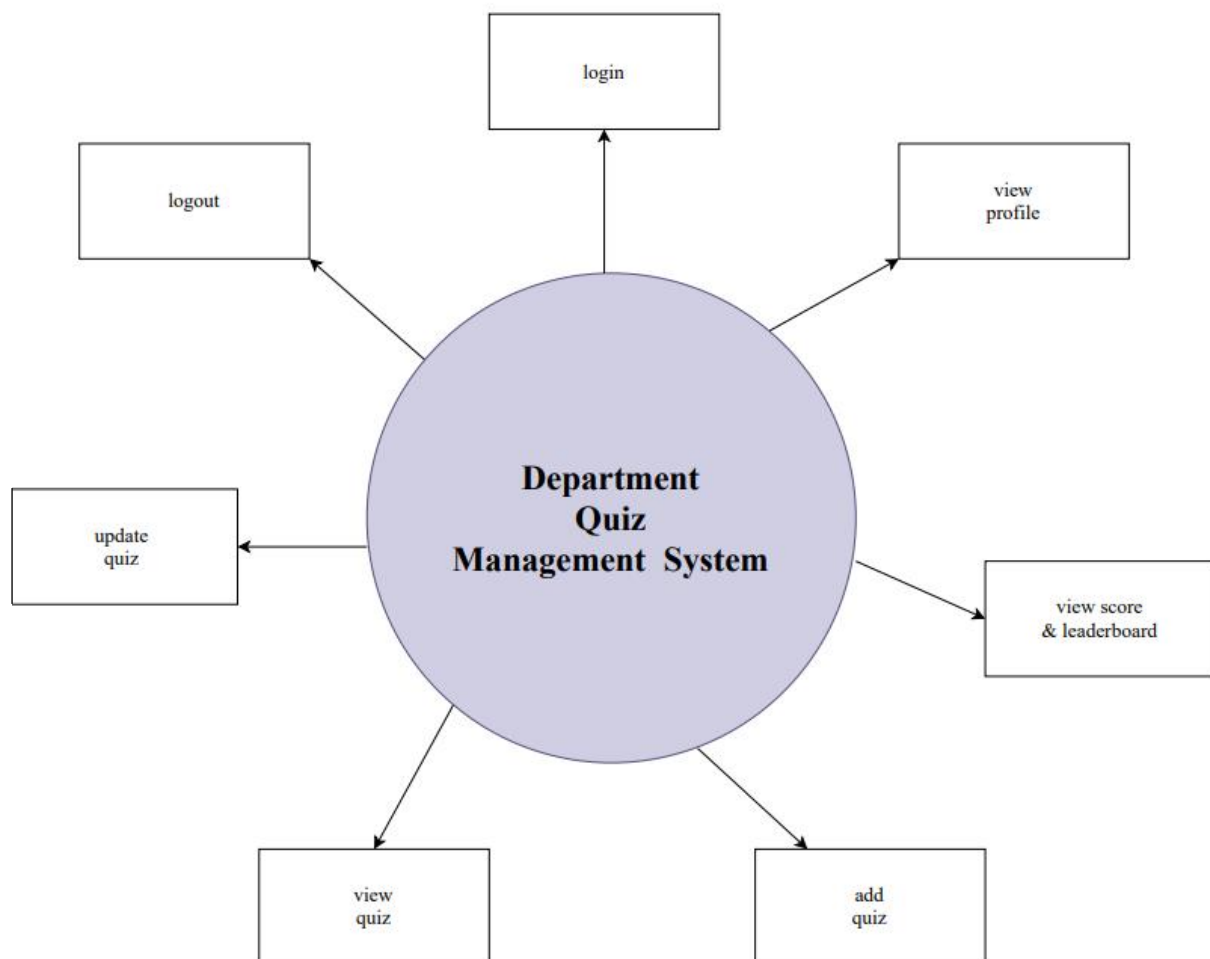 login
logout
view
profile
Department
Quiz
Management System
update
quiz
view score
& leaderboard
view
quiz
add
quiz